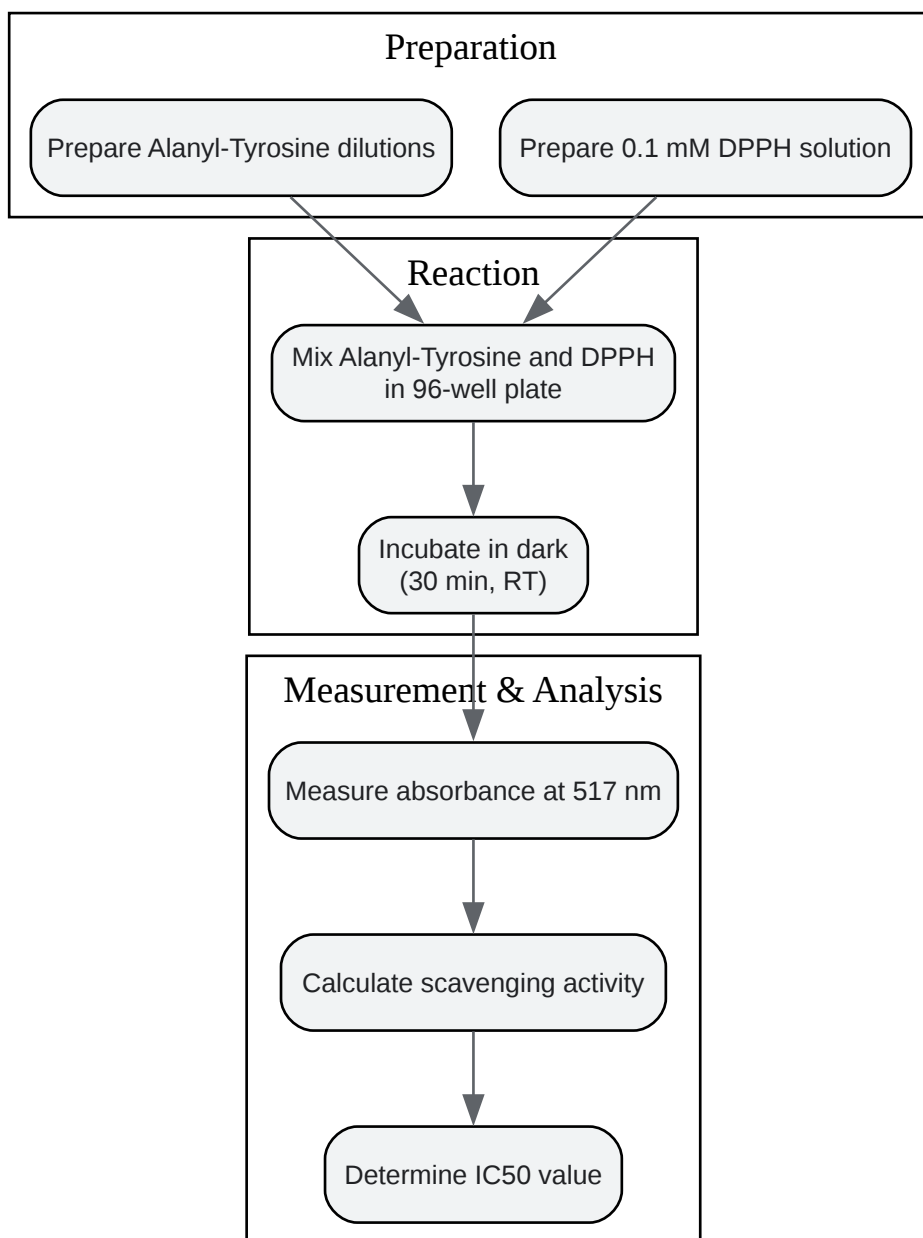 Preparation
Prepare Alanyl-Tyrosine dilutions
Prepare 0.1 mM DPPH solution
Reaction
Mix Alanyl-Tyrosine and DPPH
in 96-well plate
Incubate in dark
(30 min, RT)
Measurement & Analysis
Measure absorbance at 517 nm
Calculate scavenging activity
Determine IC50 value